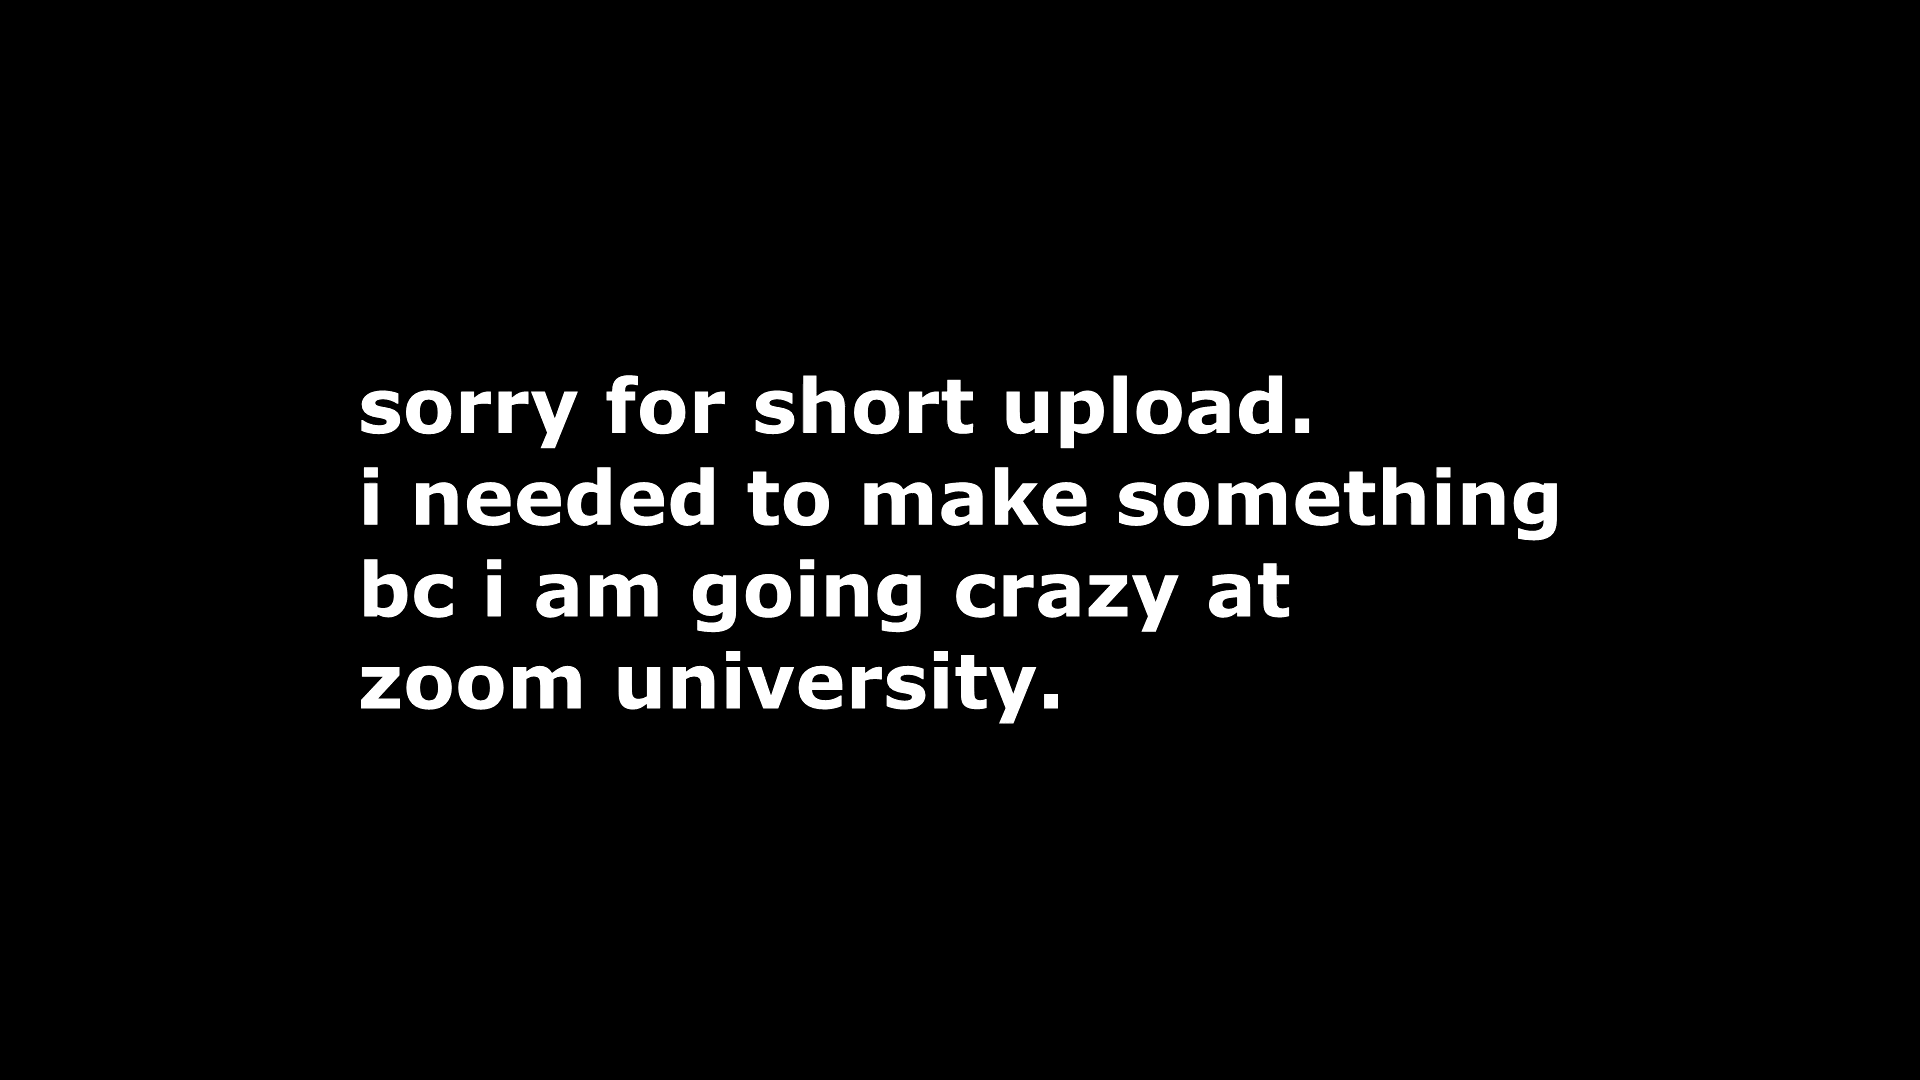 sorry for short upload.
i needed to make something
bc i am going crazy at
zoom university.